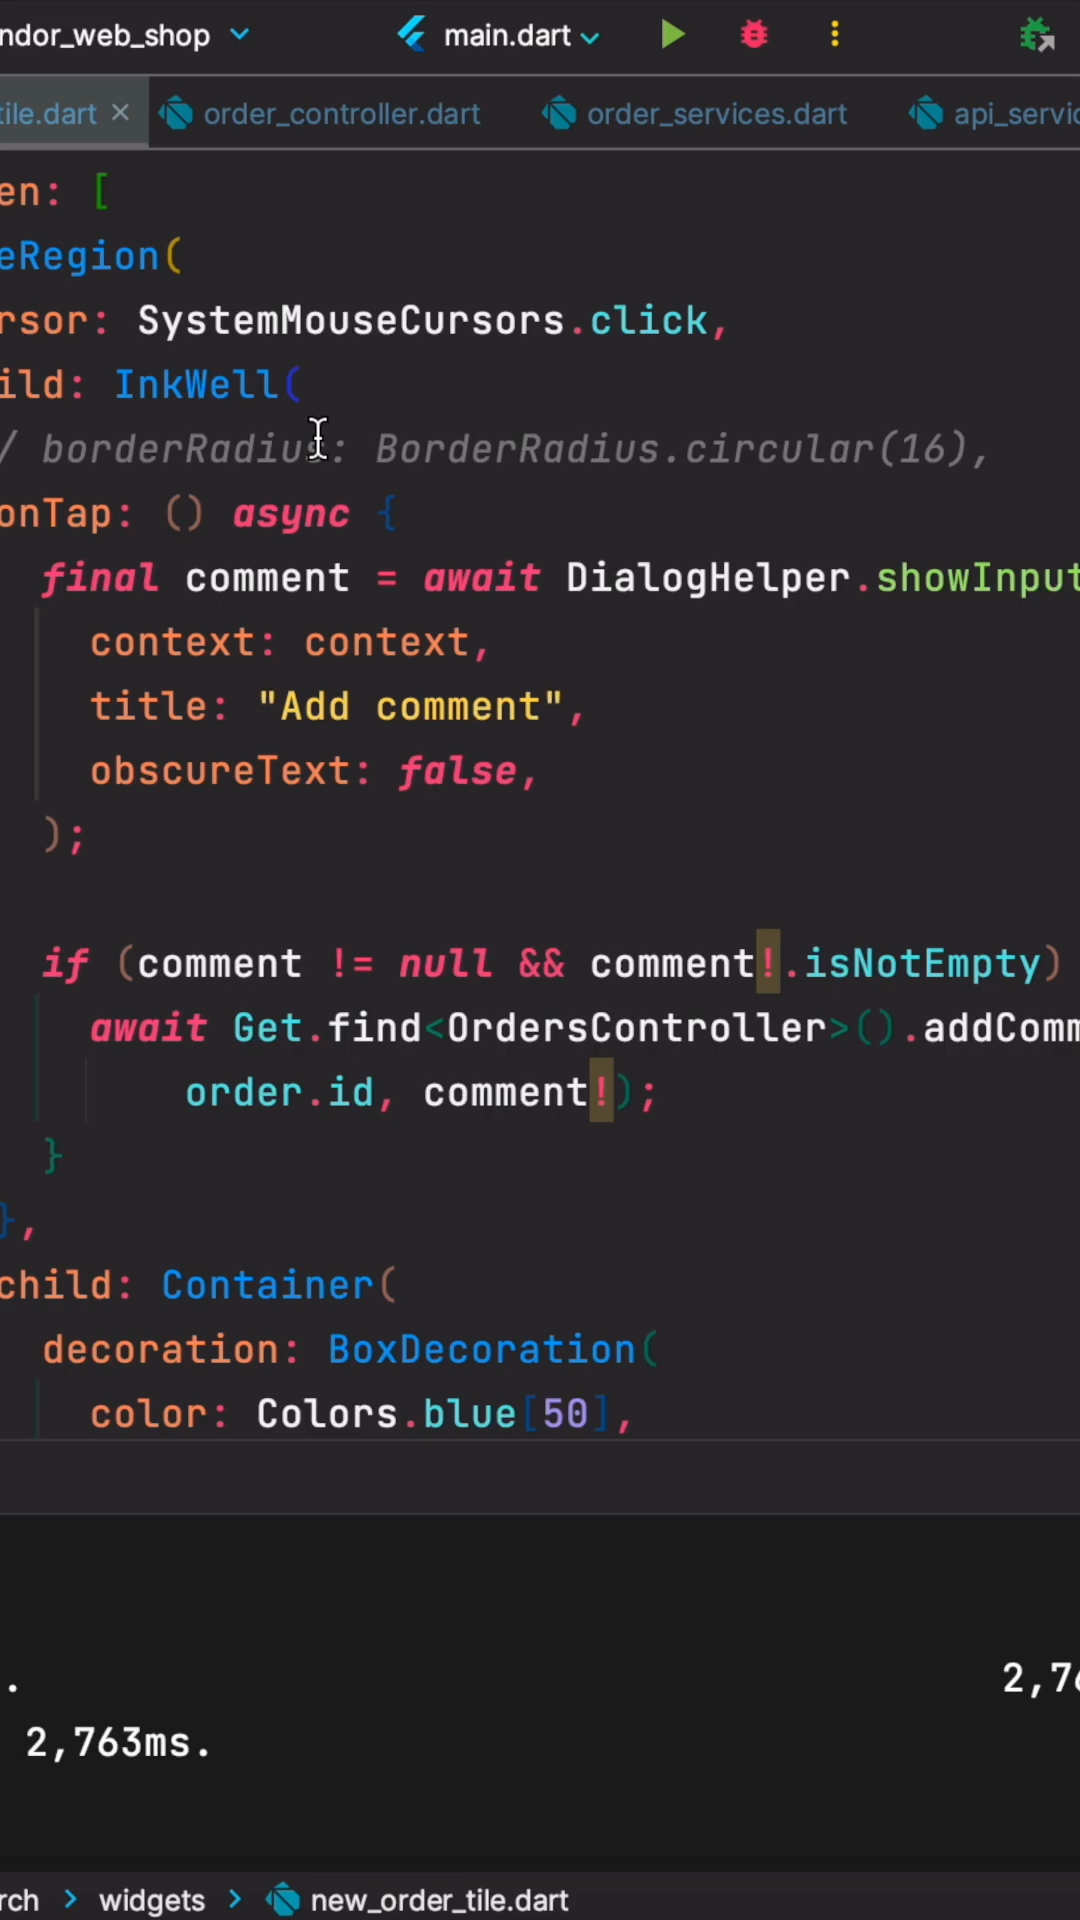 ndor_web_shop main.dart
tile.dart × order_controller.dart order_services.dart api_servic
en: [
eRegion(
rsor: SystemMouseCursors.click,
ild: InkWell(
/ borderRadius: BorderRadius.circular(16),
onTap: () async {
final comment = await DialogHelper.showInput
context: context,
title: "Add comment",
obscureText: false,
);
if (comment != null && comment!.isNotEmpty)
await Get.find<OrdersController>().addComm
order.id, comment!);
}
},
child: Container(
decoration: BoxDecoration(
color: Colors.blue[50],
. 2,76
2,763ms.
rch > widgets > new_order_tile.dart